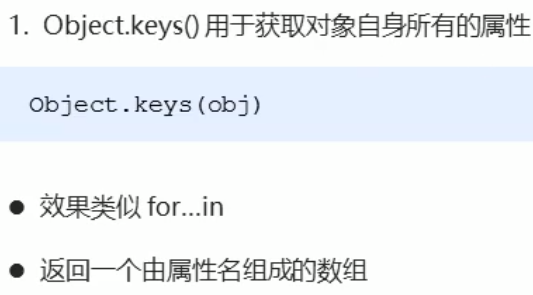 1. Object.keys() 用于获取对象自身所有的属性
Object.keys(obj)
● 效果类似 for...in
● 返回一个由属性名组成的数组